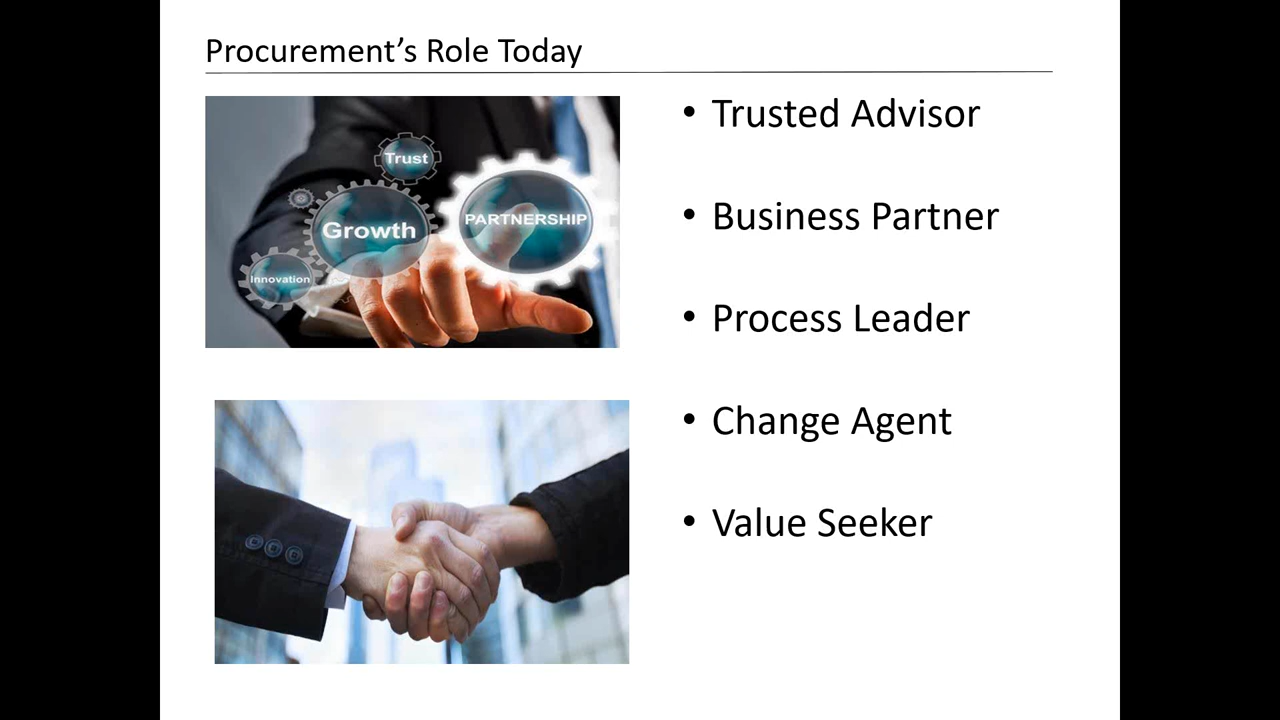 Procurement’s Role Today
Trust
Growth
PARTNERSHIP
Innovation
• Trusted Advisor
• Business Partner
• Process Leader
• Change Agent
• Value Seeker